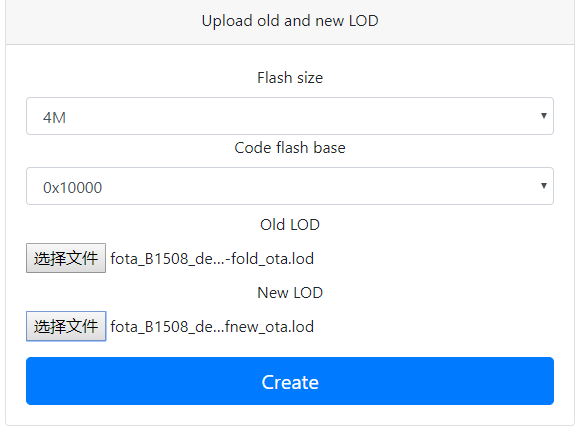 Upload old and new LOD
Flash size
4M
Code flash base
0x10000
Old LOD
选择文件 fota_B1508_de...-fold_ota.lod
New LOD
选择文件 fota_B1508_de...fnew_ota.lod
Create